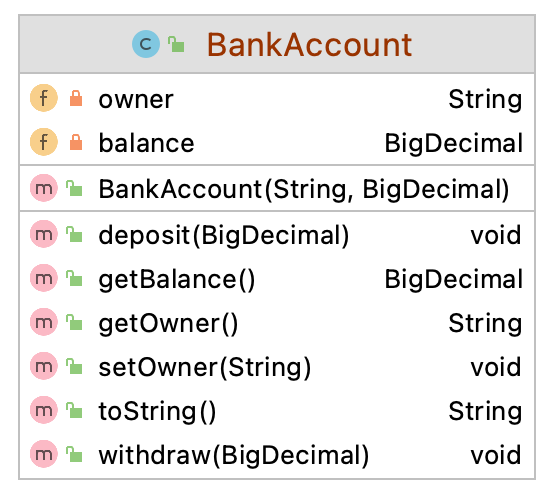 C BankAccount
f owner String
f balance BigDecimal
m BankAccount(String, BigDecimal)
m deposit(BigDecimal) void
m getBalance() BigDecimal
m getOwner() String
m setOwner(String) void
m toString() String
m withdraw(BigDecimal) void